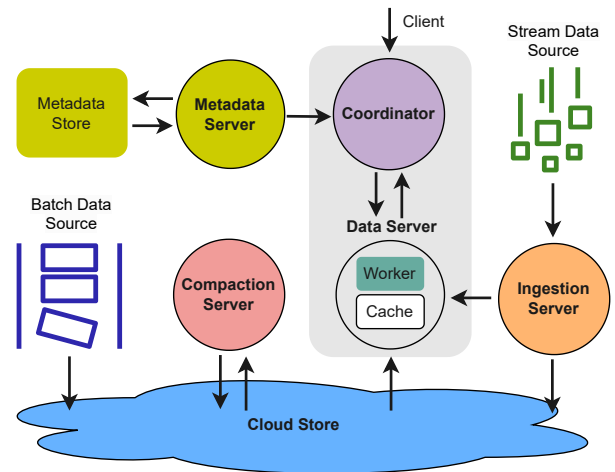 Client
Stream Data
Source
Metadata
Store
Metadata
Server
Coordinator
Batch Data
Source
Data Server
Compaction
Server
Worker
Cache
Ingestion
Server
Cloud Store